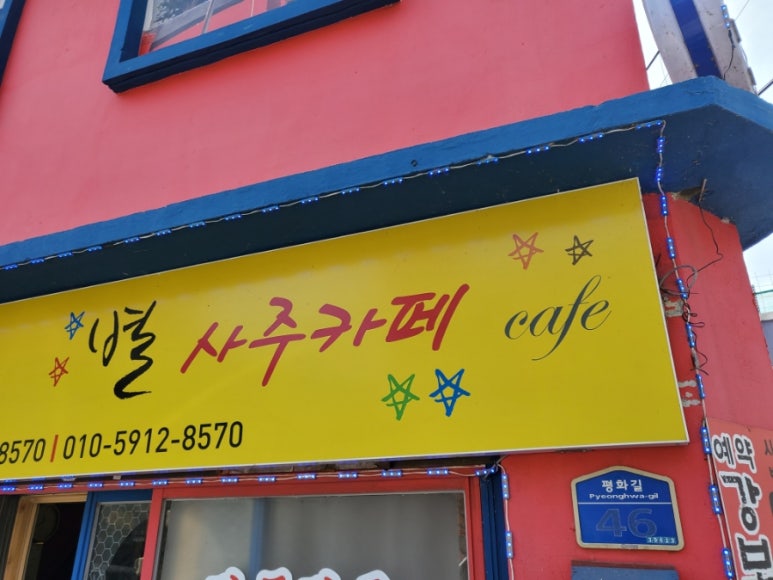 별 사주카페 cafe
8570 | 010-5912-8570
평화길
Pyeonghwa-gil
46
예약